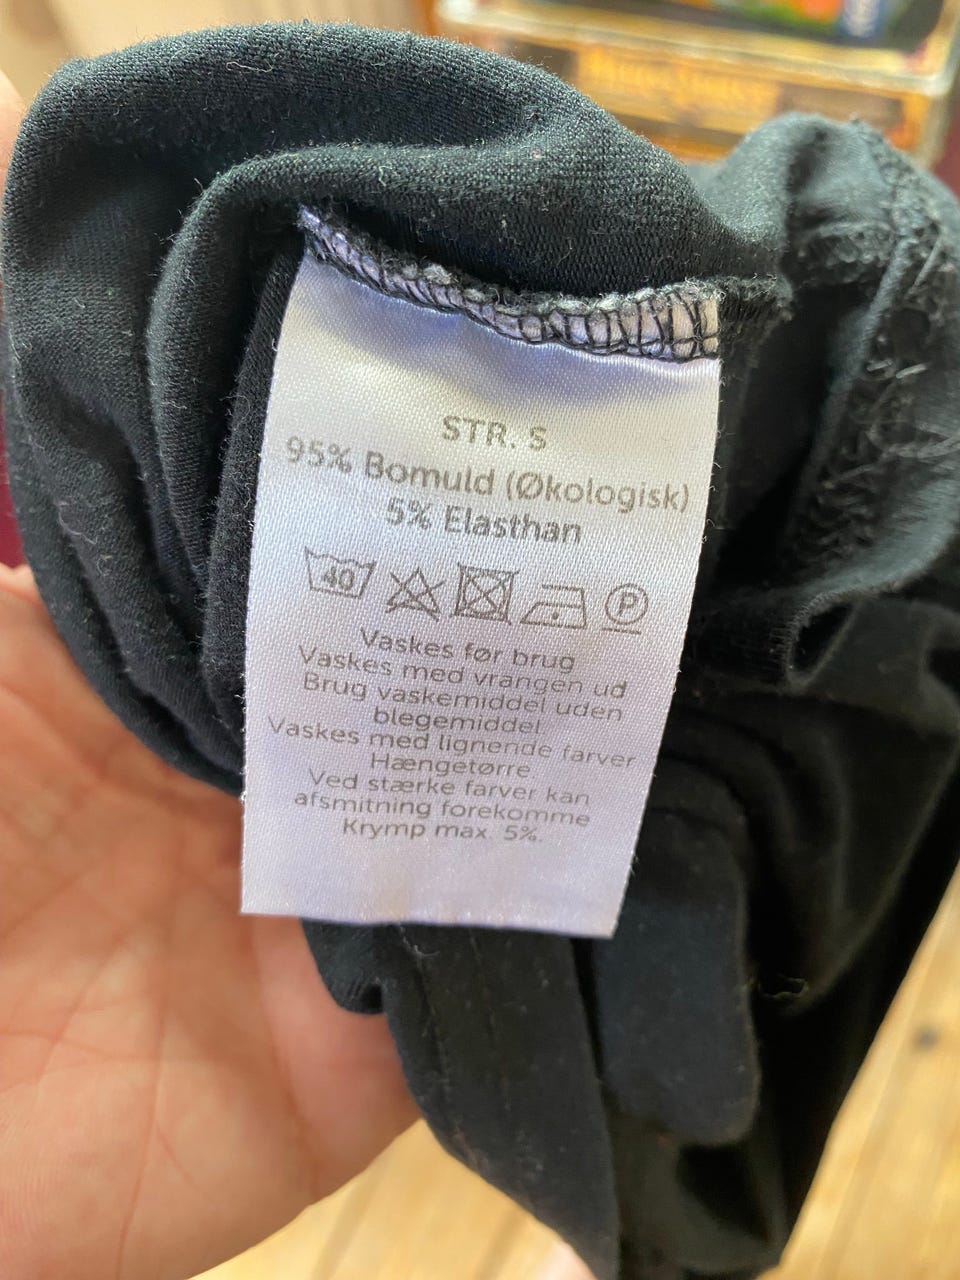 STR. S
95% Bomuld (Økologisk)
5% Elasthan
40 P
Vaskes før brug
Vaskes med vrangen ud
Brug vaskemiddel uden
blegemiddel
Vaskes med lignende farver
Hængetørre.
Ved stærke farver kan
afsmitning forekomme
Krymp max. 5%.